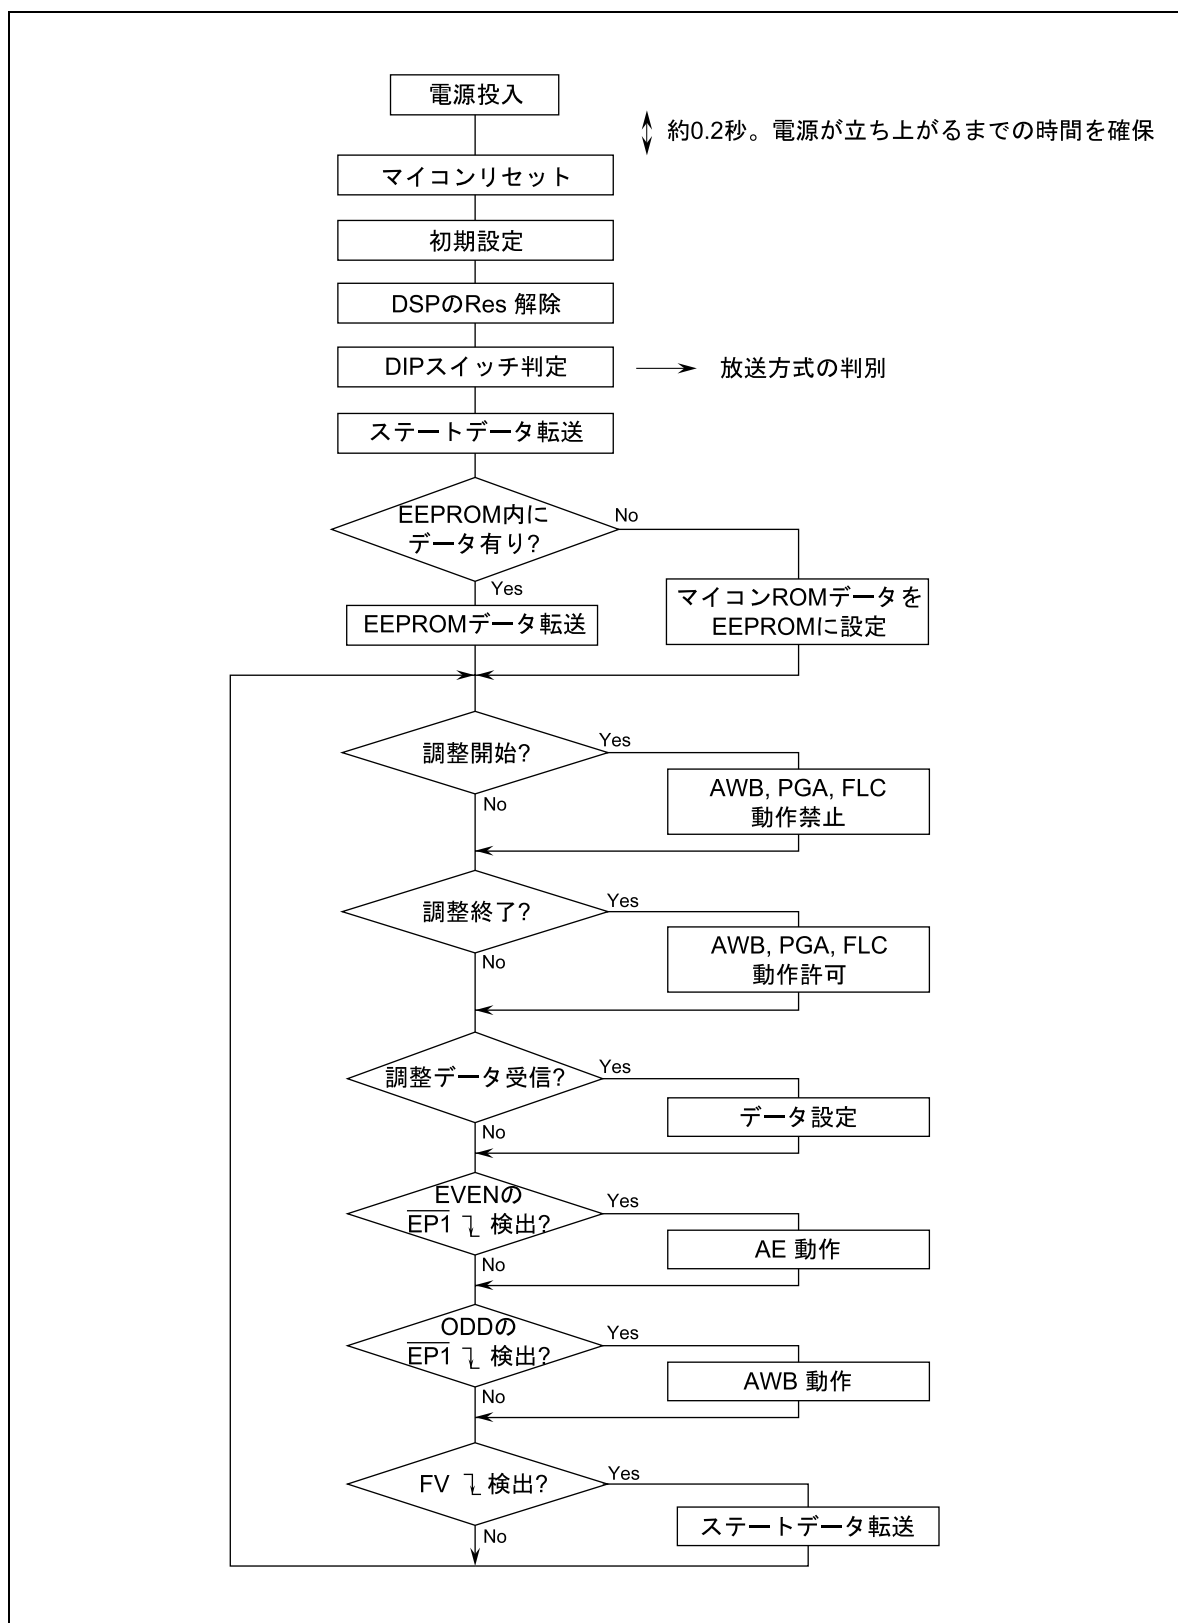 電源投入
約0.2秒。電源が立ち上がるまでの時間を確保
マイコンリセット
初期設定
DSPのRes 解除
DIPスイッチ判定
放送方式の判別
ステートデータ転送
EEPROM内に
データ有り?
No
Yes
マイコンROMデータを
EEPROMに設定
EEPROMデータ転送
調整開始?
Yes
No
AWB, PGA, FLC
動作禁止
調整終了?
Yes
No
AWB, PGA, FLC
動作許可
調整データ受信?
Yes
No
データ設定
EVENの
EP1 検出?
Yes
No
AE 動作
ODDの
EP1 検出?
Yes
No
AWB 動作
FV 検出?
Yes
No
ステートデータ転送